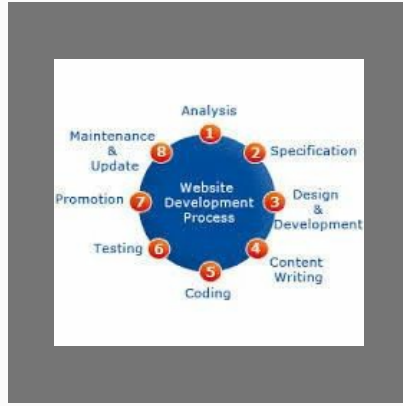 Analysis
1
2 Specification
3 Design
&
Development
4 Content
Writing
5
Coding
Testing 6
Promotion 7
Maintenance
&
Update
8
Website
Development
Process